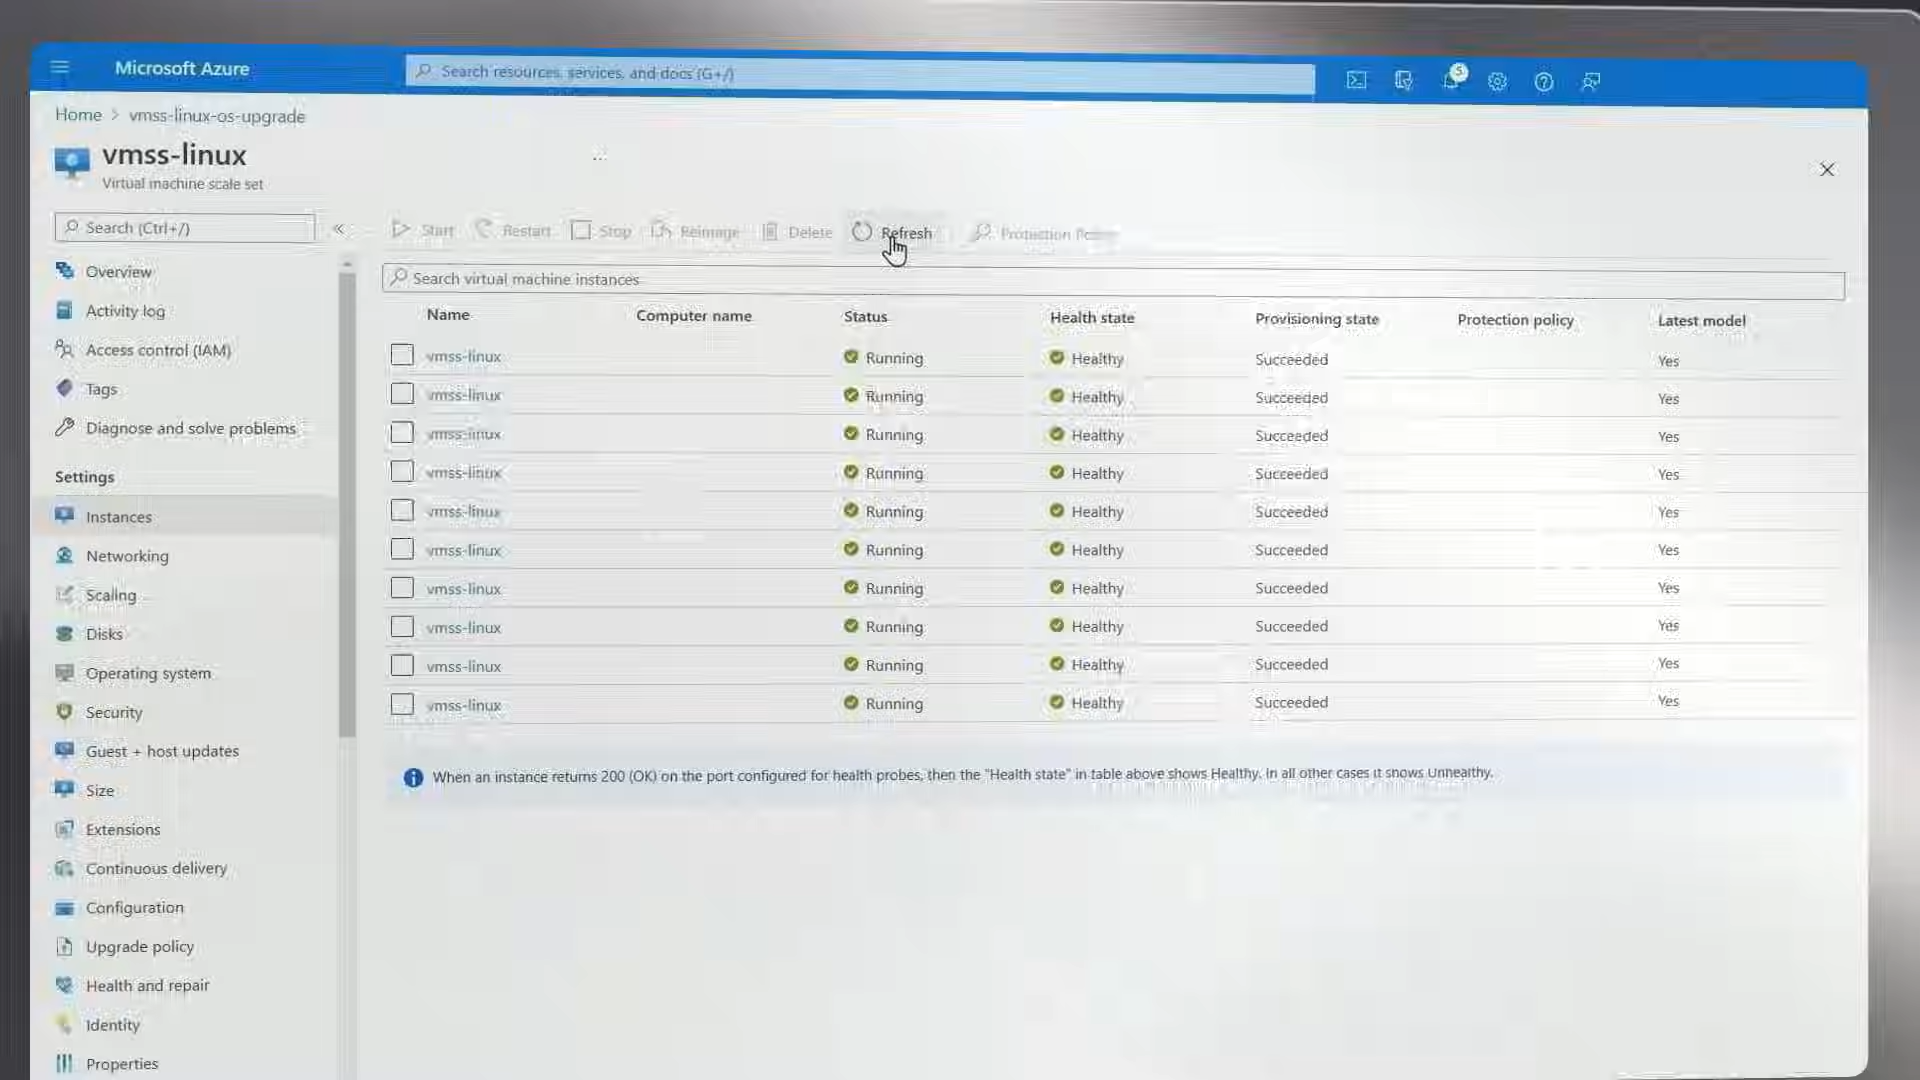 Microsoft Azure
Search resources, services, and docs (G+/)
5
Home > vmss-linux-os-upgrade
vmss-linux
...
Virtual machine scale set
Search (Ctrl+/)
«
Start
Restart
Stop
Reimage
Delete
Refresh
Protection Policy
Overview
Activity log
Access control (IAM)
Tags
Diagnose and solve problems
Settings
Instances
Networking
Scaling
Disks
Operating system
Security
Guest + host updates
Size
Extensions
Continuous delivery
Configuration
Upgrade policy
Health and repair
Identity
Properties
Search virtual machine instances
Name Computer name Status Health state Provisioning state Protection policy Latest model
vmss-linux Running Healthy Succeeded Yes
vmss-linux Running Healthy Succeeded Yes
vmss-linux Running Healthy Succeeded Yes
vmss-linux Running Healthy Succeeded Yes
vmss-linux Running Healthy Succeeded Yes
vmss-linux Running Healthy Succeeded Yes
vmss-linux Running Healthy Succeeded Yes
vmss-linux Running Healthy Succeeded Yes
vmss-linux Running Healthy Succeeded Yes
vmss-linux Running Healthy Succeeded Yes
When an instance returns 200 (OK) on the port configured for health probes, then the "Health state" in table above shows Healthy. In all other cases it shows Unhealthy.